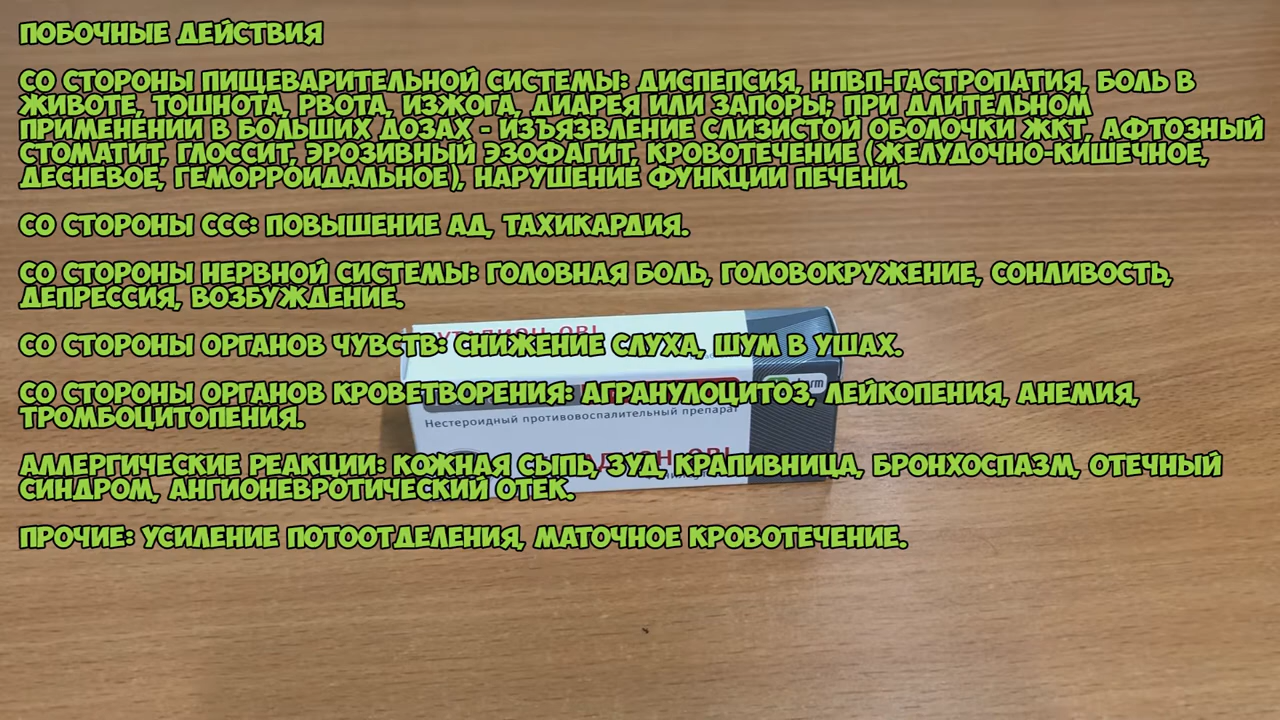 ПОБОЧНЫЕ ДЕЙСТВИЯ
СО СТОРОНЫ ПИЩЕВАРИТЕЛЬНОЙ СИСТЕМЫ: ДИСПЕПСИЯ, НПВП-ГАСТРОПАТИЯ, БОЛЬ В
ЖИВОТЕ, ТОШНОТА, РВОТА, ИЗЖОГА, ДИАРЕЯ ИЛИ ЗАПОРЫ; ПРИ ДЛИТЕЛЬНОМ
ПРИМЕНЕНИИ В БОЛЬШИХ ДОЗАХ - ИЗЪЯЗВЛЕНИЕ СЛИЗИСТОЙ ОБОЛОЧКИ ЖКТ, АФТОЗНЫЙ
СТОМАТИТ, ГЛОССИТ, ЭРОЗИВНЫЙ ЭЗОФАГИТ, КРОВОТЕЧЕНИЕ (ЖЕЛУДОЧНО-КИШЕЧНОЕ,
ДЕСНЕВОЕ, ГЕМОРРОИДАЛЬНОЕ), НАРУШЕНИЕ ФУНКЦИИ ПЕЧЕНИ.
СО СТОРОНЫ ССС: ПОВЫШЕНИЕ АД, ТАХИКАРДИЯ.
СО СТОРОНЫ НЕРВНОЙ СИСТЕМЫ: ГОЛОВНАЯ БОЛЬ, ГОЛОВОКРУЖЕНИЕ, СОНЛИВОСТЬ,
ДЕПРЕССИЯ, ВОЗБУЖДЕНИЕ.
СО СТОРОНЫ ОРГАНОВ ЧУВСТВ: СНИЖЕНИЕ СЛУХА, ШУМ В УШАХ.
СО СТОРОНЫ ОРГАНОВ КРОВЕТВОРЕНИЯ: АГРАНУЛОЦИТОЗ, ЛЕЙКОПЕНИЯ, АНЕМИЯ,
ТРОМБОЦИТОПЕНИЯ.
Нестероидный противовоспалительный препарат
АЛЛЕРГИЧЕСКИЕ РЕАКЦИИ: КОЖНАЯ СЫПЬ, ЗУД, КРАПИВНИЦА, БРОНХОСПАЗМ, ОТЕЧНЫЙ
СИНДРОМ, АНГИОНЕВРОТИЧЕСКИЙ ОТЕК.
ПРОЧИЕ: УСИЛЕНИЕ ПОТООТДЕЛЕНИЯ, МАТОЧНОЕ КРОВОТЕЧЕНИЕ.